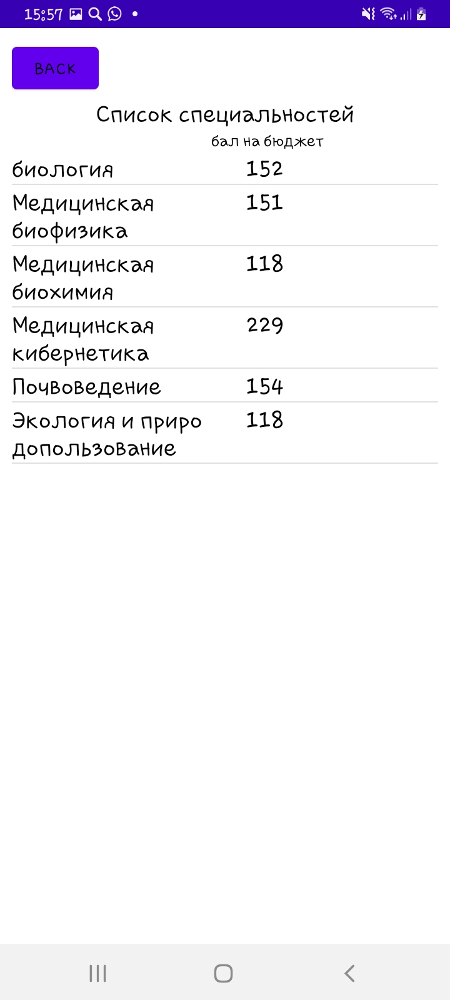 15:57
BACK
Список специальностей
бал на бюджет
биология 152
Медицинская 151
биофизика
Медицинская 118
биохимия
Медицинская 229
кибернетика
Почвоведение 154
Экология и приро 118
допользование